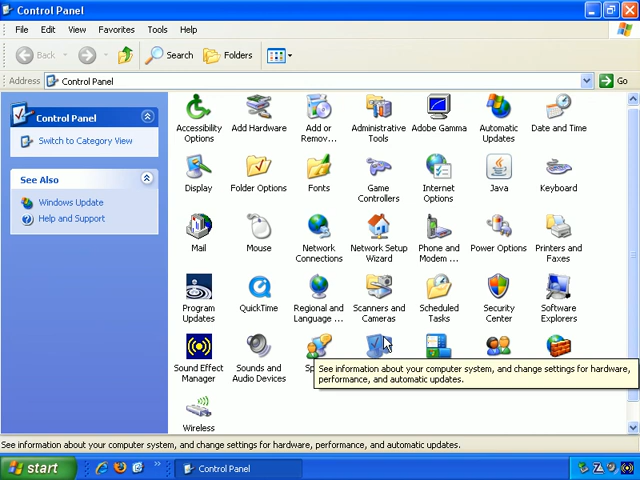 Control Panel
File Edit View Favorites Tools Help
Back Search Folders
Address Control Panel Go
Control Panel
Switch to Category View
See Also
Windows Update
Help and Support
Accessibility Options
Add Hardware
Add or Remov...
Administrative Tools
Adobe Gamma
Automatic Updates
Date and Time
Display
Folder Options
Fonts
Game Controllers
Internet Options
Java
Keyboard
Mail
Mouse
Network Connections
Network Setup Wizard
Phone and Modem ...
Power Options
Printers and Faxes
Program Updates
QuickTime
Regional and Language ...
Scanners and Cameras
Scheduled Tasks
Security Center
Software Explorers
Sound Effect Manager
Sounds and Audio Devices
See information about your computer system, and change settings for hardware,
performance, and automatic updates.
Wireless
See information about your computer system, and change settings for hardware, performance, and automatic updates.
start Control Panel